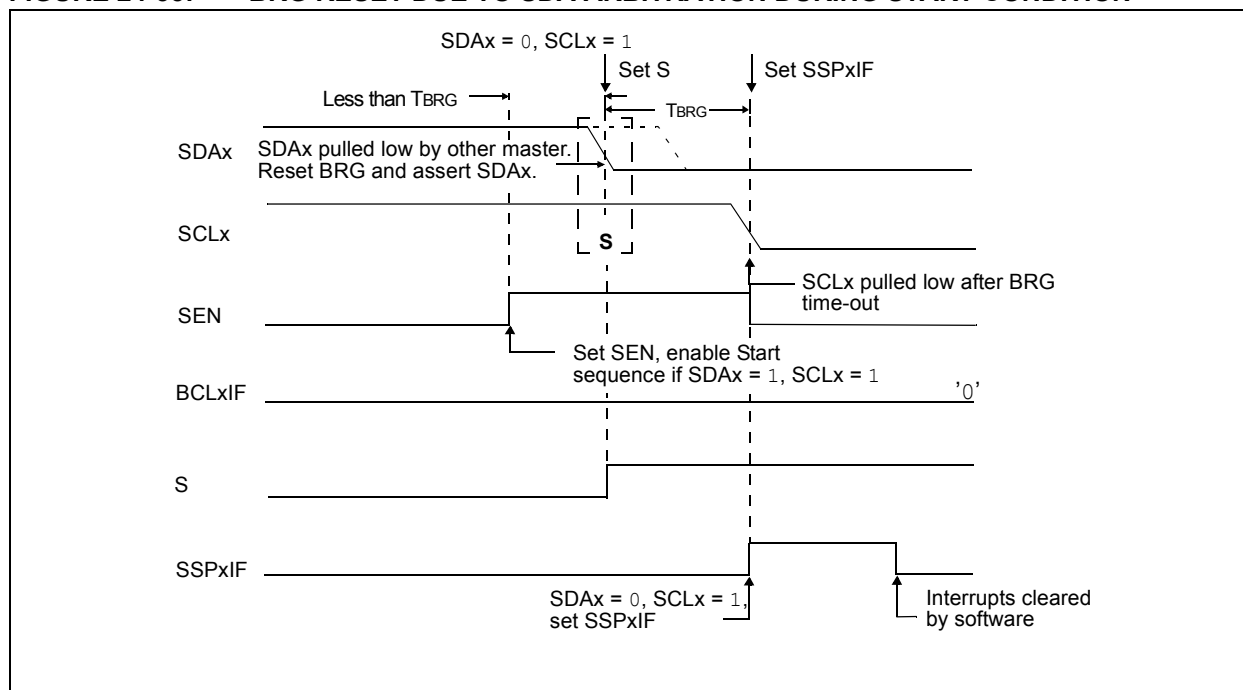 SDAx = 0, SCLx = 1
Set S
Set SSPxIF
Less than TBRG
TBRG
SDAx
SDAx pulled low by other master.
Reset BRG and assert SDAx.
SCLx
S
SCLx pulled low after BRG
time-out
SEN
Set SEN, enable Start
sequence if SDAx = 1, SCLx = 1
BCLxIF
'0'
S
SSPxIF
SDAx = 0, SCLx = 1,
set SSPxIF
Interrupts cleared
by software